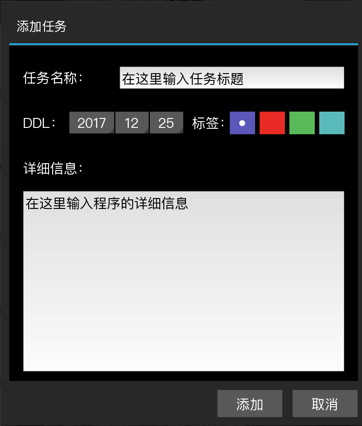 添加任务
任务名称： 在这里输入任务标题
DDL： 2017 12 25 标签：
详细信息：
在这里输入程序的详细信息
添加 取消